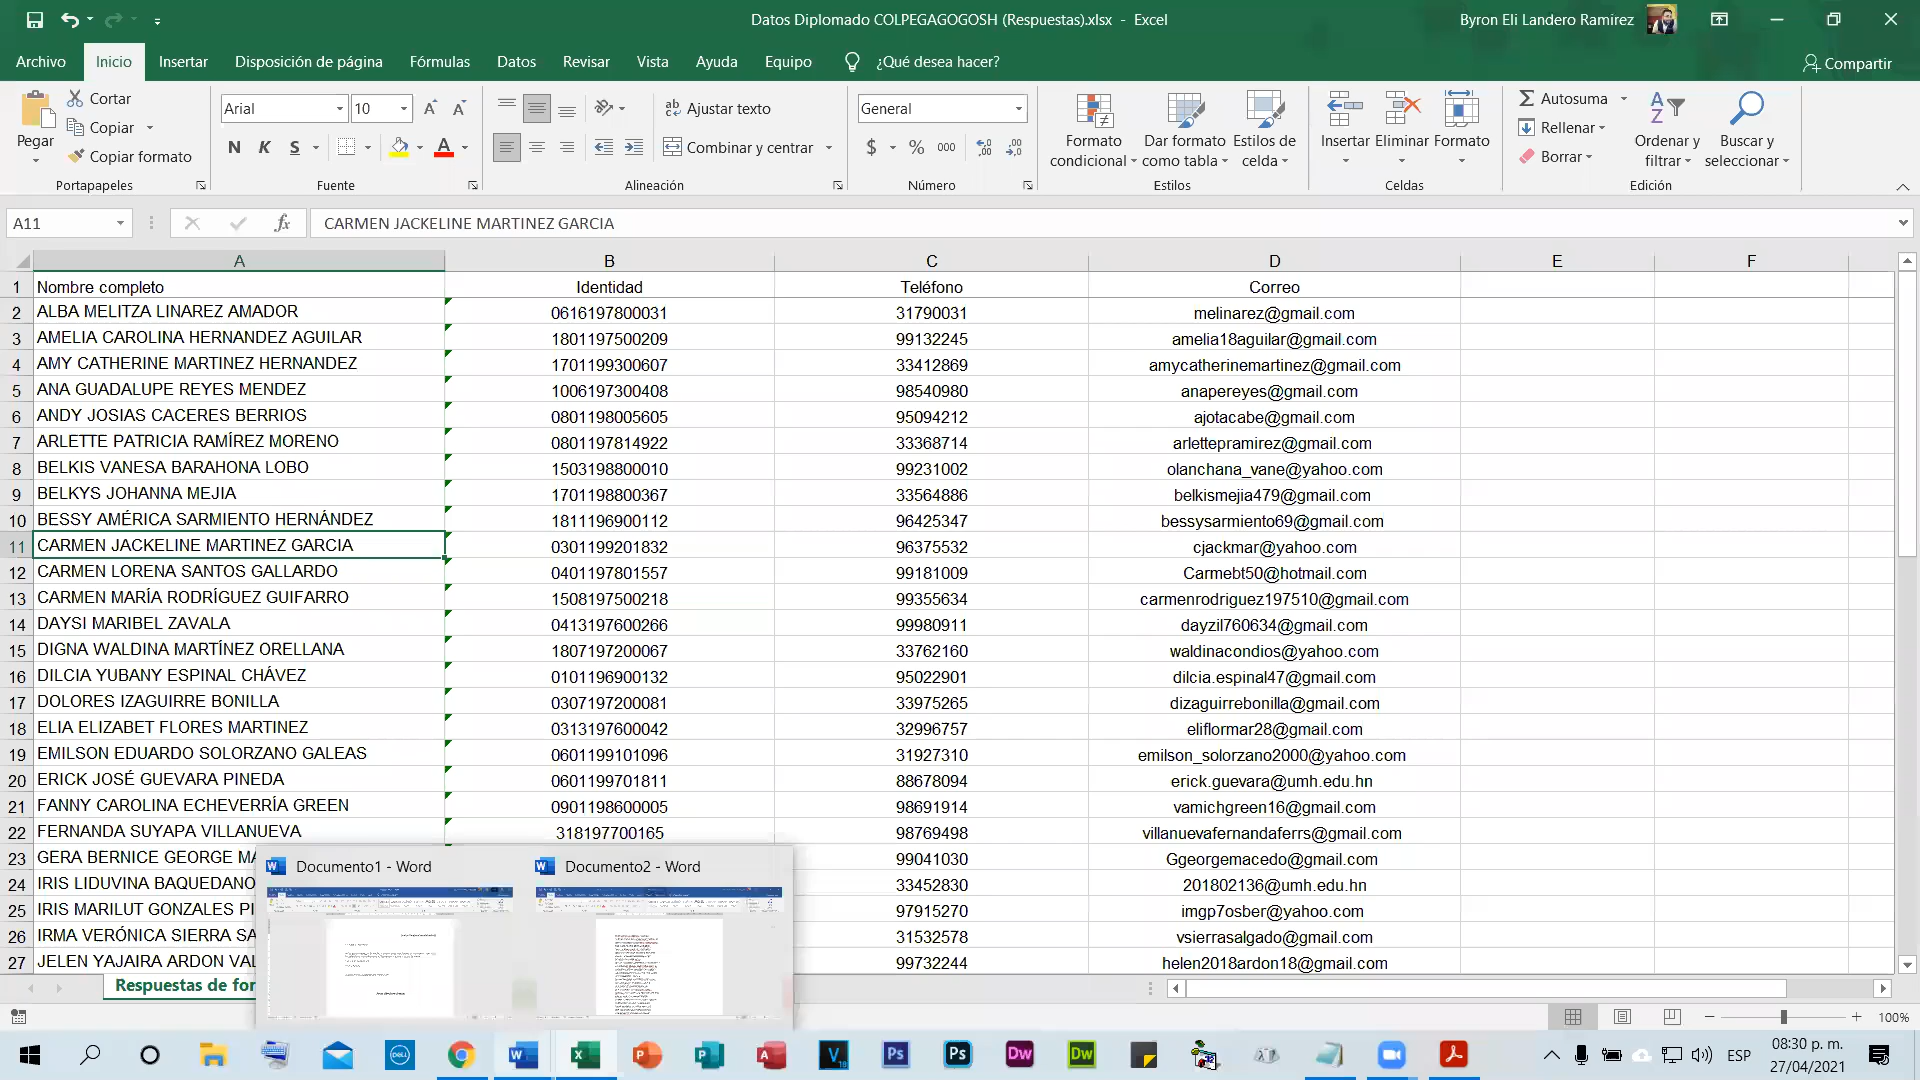 Datos Diplomado COLPEGAGOGOSH (Respuestas).xlsx - Excel
Byron Eli Landero Ramirez
Archivo Inicio Insertar Disposición de página Fórmulas Datos Revisar Vista Ayuda Equipo ¿Qué desea hacer? Compartir
Pegar Cortar Copiar Copiar formato
Arial 10 N K S A
Ajustar texto
Combinar y centrar
General
$ % 000
Formato condicional Dar formato como tabla Estilos de celda
Insertar Eliminar Formato
Autosuma Rellenar Borrar
Ordenar y filtrar Buscar y seleccionar
Portapapeles Fuente Alineación Número Estilos Celdas Edición
A11 fx CARMEN JACKELINE MARTINEZ GARCIA
A B C D E F
1 Nombre completo Identidad Teléfono Correo
2 ALBA MELITZA LINAREZ AMADOR 0616197800031 31790031 melinarez@gmail.com
3 AMELIA CAROLINA HERNANDEZ AGUILAR 1801197500209 99132245 amelia18aguilar@gmail.com
4 AMY CATHERINE MARTINEZ HERNANDEZ 1701199300607 33412869 amycatherinemartinez@gmail.com
5 ANA GUADALUPE REYES MENDEZ 1006197300408 98540980 anapereyes@gmail.com
6 ANDY JOSIAS CACERES BERRIOS 0801198005605 95094212 ajotacabe@gmail.com
7 ARLETTE PATRICIA RAMÍREZ MORENO 0801197814922 33368714 arlettepramirez@gmail.com
8 BELKIS VANESA BARAHONA LOBO 1503198800010 99231002 olanchana_vane@yahoo.com
9 BELKYS JOHANNA MEJIA 1701198800367 33564886 belkismejia479@gmail.com
10 BESSY AMÉRICA SARMIENTO HERNÁNDEZ 1811196900112 96425347 bessysarmiento69@gmail.com
11 CARMEN JACKELINE MARTINEZ GARCIA 0301199201832 96375532 cjackmar@yahoo.com
12 CARMEN LORENA SANTOS GALLARDO 0401197801557 99181009 Carmebt50@hotmail.com
13 CARMEN MARÍA RODRÍGUEZ GUIFARRO 1508197500218 99355634 carmenrodriguez197510@gmail.com
14 DAYSI MARIBEL ZAVALA 0413197600266 99980911 dayzil760634@gmail.com
15 DIGNA WALDINA MARTÍNEZ ORELLANA 1807197200067 33762160 waldinacondios@yahoo.com
16 DILCIA YUBANY ESPINAL CHÁVEZ 0101196900132 95022901 dilcia.espinal47@gmail.com
17 DOLORES IZAGUIRRE BONILLA 0307197200081 33975265 dizaguirrebonilla@gmail.com
18 ELIA ELIZABET FLORES MARTINEZ 0313197600042 32996757 eliflormar28@gmail.com
19 EMILSON EDUARDO SOLORZANO GALEAS 0601199101096 31927310 emilson_solorzano2000@yahoo.com
20 ERICK JOSÉ GUEVARA PINEDA 0601199701811 88678094 erick.guevara@umh.edu.hn
21 FANNY CAROLINA ECHEVERRÍA GREEN 0901198600005 98691914 vamichgreen16@gmail.com
22 FERNANDA SUYAPA VILLANUEVA 318197700165 98769498 villanuevafernandaferrs@gmail.com
23 GERA BERNICE GEORGE MA 99041030 Ggeorgemacedo@gmail.com
24 IRIS LIDUVINA BAQUEDANO 33452830 201802136@umh.edu.hn
25 IRIS MARILUT GONZALES PI 97915270 imgp7osber@yahoo.com
26 IRMA VERÓNICA SIERRA SA 31532578 vsierrasalgado@gmail.com
27 JELEN YAJAIRA ARDON VAL 99732244 helen2018ardon18@gmail.com
Documento1 - Word Documento2 - Word
Respuestas de for
100%
ESP 08:30 p. m.
27/04/2021